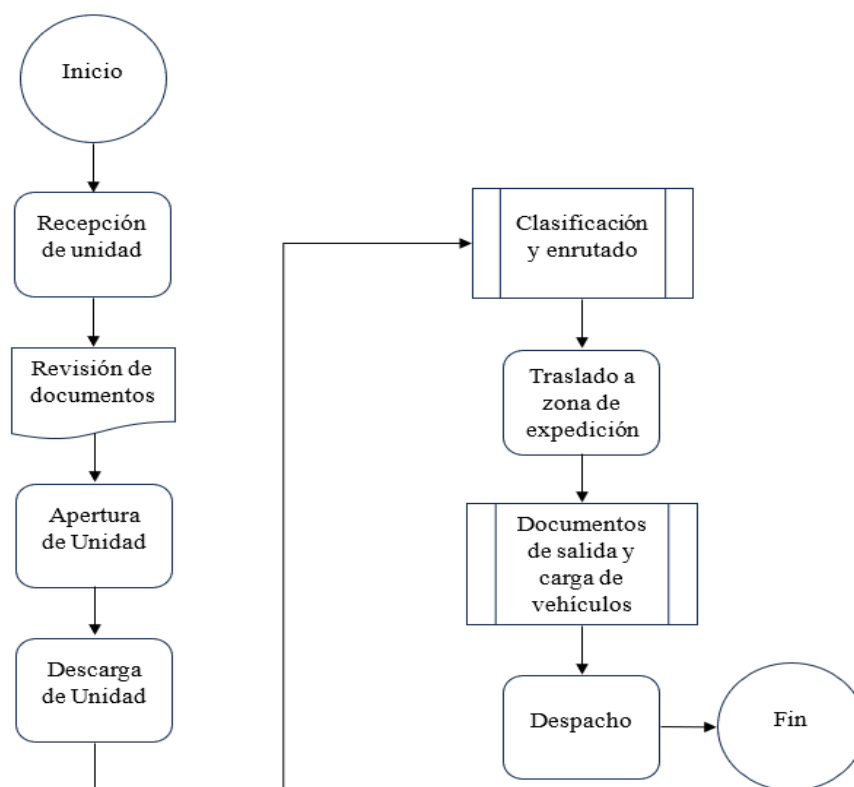 Inicio
Recepción
de unidad
Revisión de
documentos
Apertura
de Unidad
Descarga
de Unidad
Clasificación
y enrutado
Traslado a
zona de
expedición
Documentos
de salida y
carga de
vehículos
Despacho
Fin